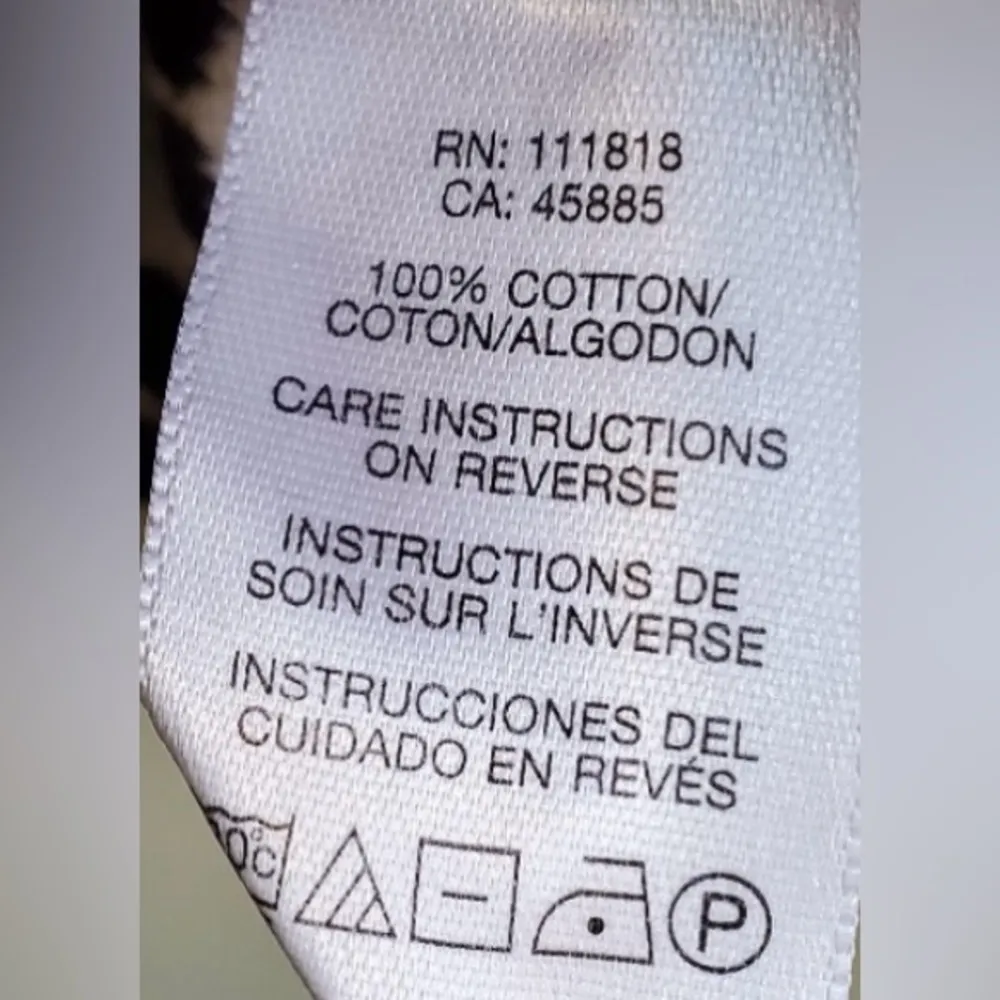 RN: 111818
CA: 45885
100% COTTON/
COTON/ALGODON
CARE INSTRUCTIONS
ON REVERSE
INSTRUCTIONS DE
SOIN SUR L'INVERSE
INSTRUCCIONES DEL
CUIDADO EN REVÉS
0°C
P